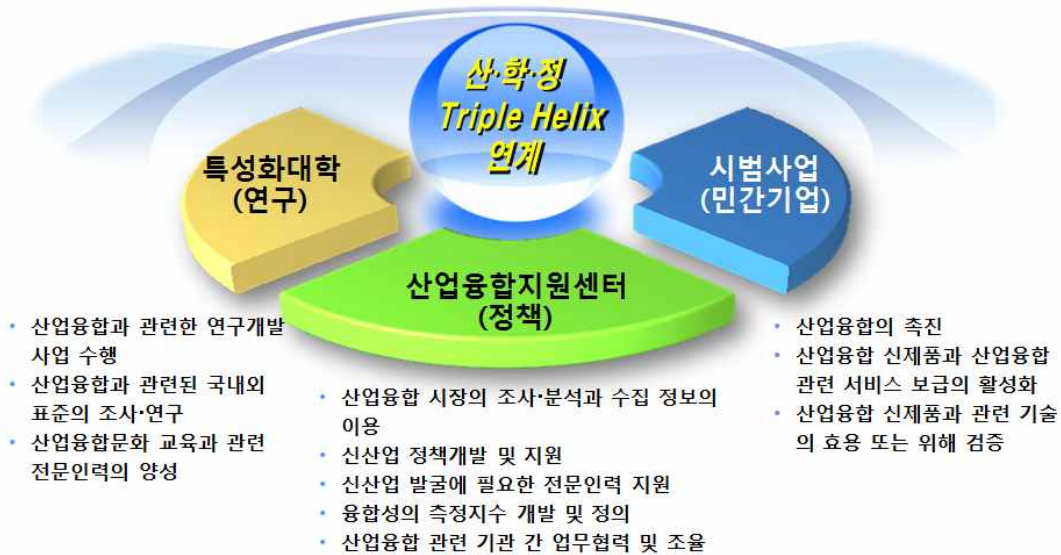 산·학·정
Triple Helix
연계
특성화대학
(연구)
시범사업
(민간기업)
산업융합지원센터
(정책)
• 산업융합과 관련한 연구개발
사업 수행
• 산업융합과 관련된 국내외
표준의 조사·연구
• 산업융합문화 교육과 관련
전문인력의 양성
• 산업융합 시장의 조사·분석과 수집 정보의
이용
• 신산업 정책개발 및 지원
• 신산업 발굴에 필요한 전문인력 지원
• 융합성의 측정지수 개발 및 정의
• 산업융합 관련 기관 간 업무협력 및 조율
• 산업융합의 촉진
• 산업융합 신제품과 산업융합
관련 서비스 보급의 활성화
• 산업융합 신제품과 관련 기술
의 효용 또는 위해 검증